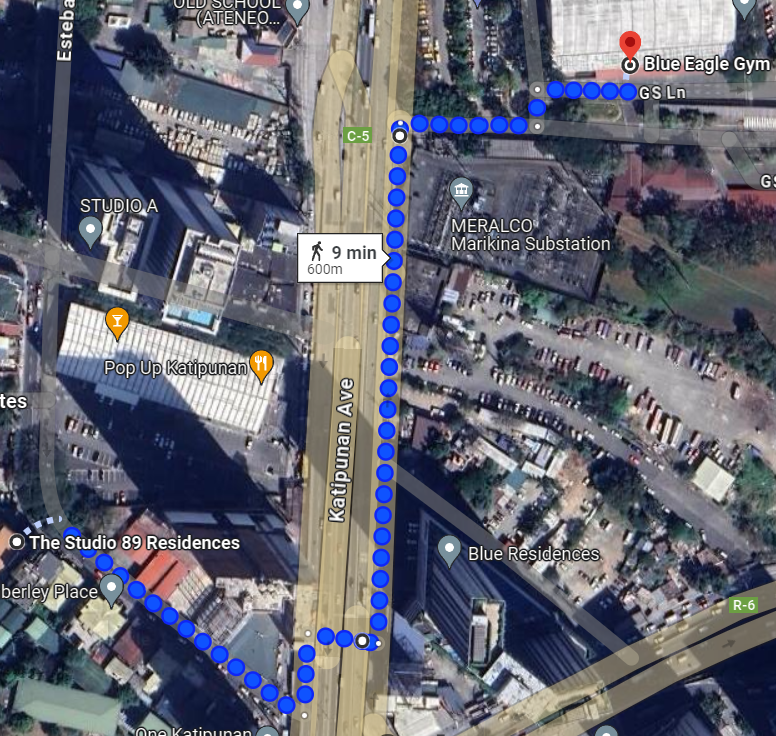 OLD SCHOOL
(ATENEO...
Esteba
Blue Eagle Gym
GS Ln
C-5
GS
STUDIO A
MERALCO
Marikina Substation
9 min
600m
Pop Up Katipunan
tes
Katipunan Ave
The Studio 89 Residences
Blue Residences
berley Place
R-6
One Katipunan